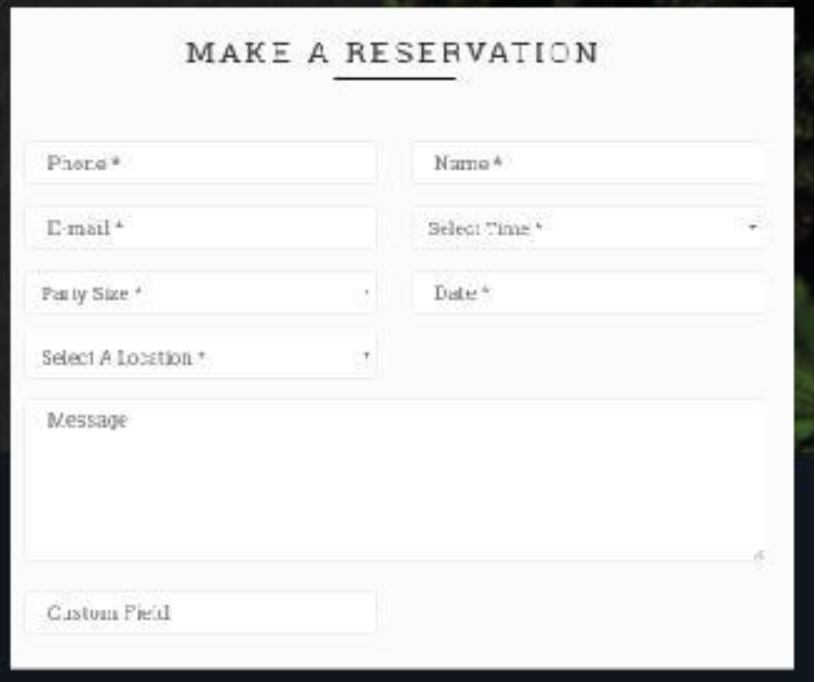 MAKE A RESERVATION
Phone *
Name *
E-mail *
Select Time *
Party Size *
Date *
Select A Location *
Message
Custom Field